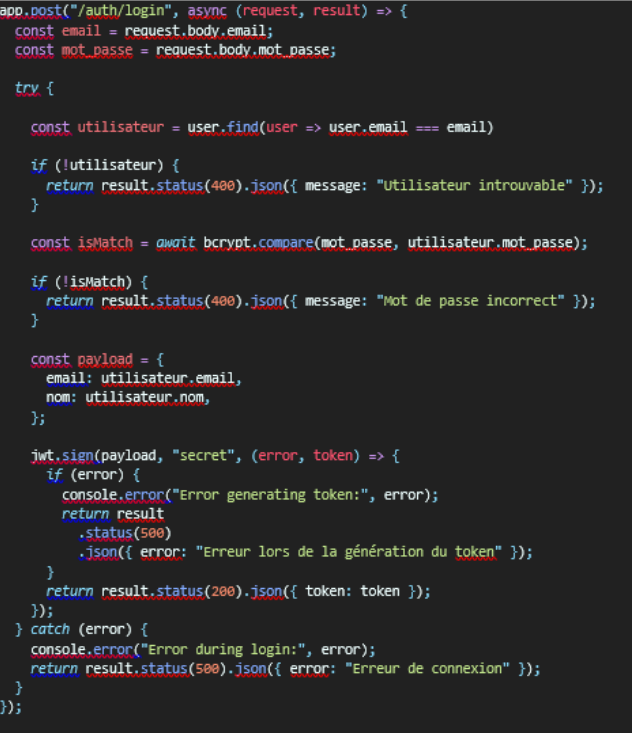 app.post("/auth/login", async (request, result) => {
const email = request.body.email;
const mot_passe = request.body.mot_passe;
try {
const utilisateur = user.find(user => user.email === email)
if (!utilisateur) {
return result.status(400).json({ message: "Utilisateur introuvable" });
}
const isMatch = await bcrypt.compare(mot_passe, utilisateur.mot_passe);
if (!isMatch) {
return result.status(400).json({ message: "Mot de passe incorrect" });
}
const payload = {
email: utilisateur.email,
nom: utilisateur.nom,
};
jwt.sign(payload, "secret", (error, token) => {
if (error) {
console.error("Error generating token:", error);
return result
.status(500)
.json({ error: "Erreur lors de la génération du token" });
}
return result.status(200).json({ token: token });
});
} catch (error) {
console.error("Error during login:", error);
return result.status(500).json({ error: "Erreur de connexion" });
}
});